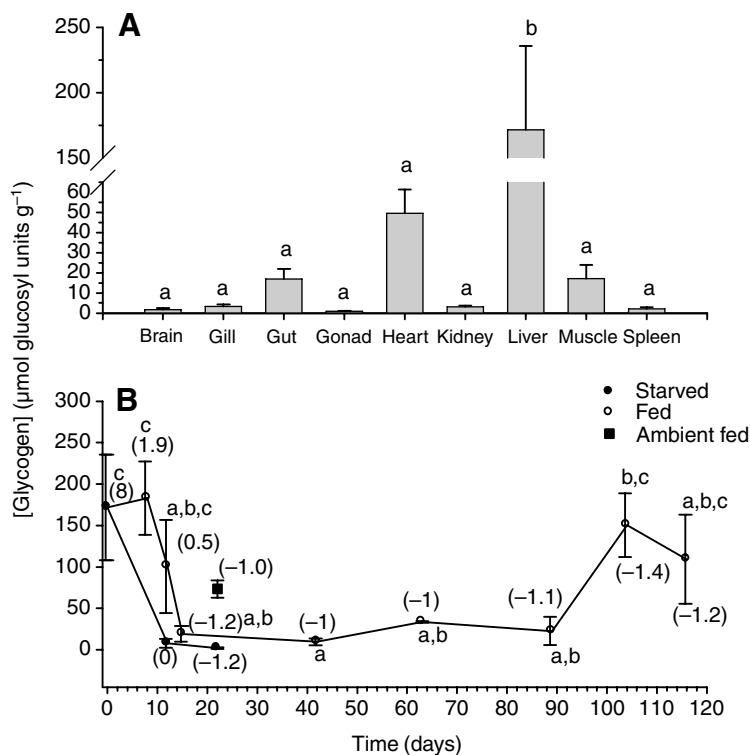 A
250
200
150
60
50
40
30
20
10
0
a a a a a a b a a
Brain Gill Gut Gonad Heart Kidney Liver Muscle Spleen
[Glycogen] (μmol glucosyl units g⁻¹)
B
Starved
Fed
Ambient fed
300
250
200
150
100
50
0
c
(8)
c
(1.9)
a,b,c
(0.5)
(–1.0)
(0)
(–1.2)a,b
(–1.2)
(–1)
a
(–1)
a,b
(–1.1)
a,b
b,c
(–1.4)
a,b,c
(–1.2)
0 10 20 30 40 50 60 70 80 90 100 110 120
Time (days)